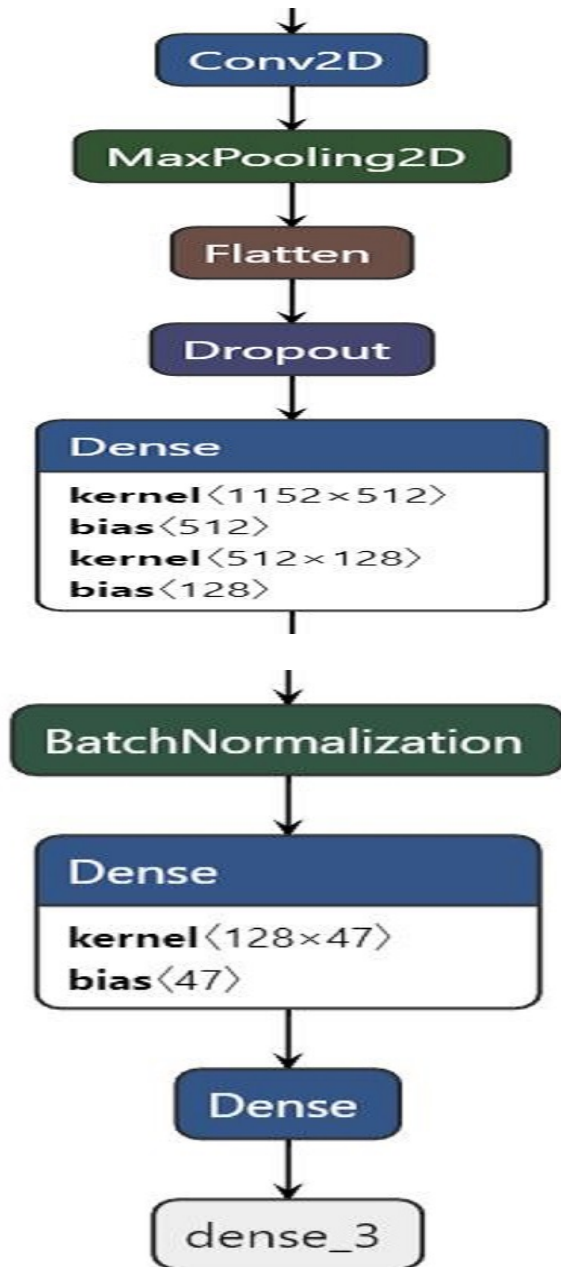 Conv2D
MaxPooling2D
Flatten
Dropout
Dense
kernel〈1152×512〉
bias〈512〉
kernel〈512×128〉
bias〈128〉
BatchNormalization
Dense
kernel〈128×47〉
bias〈47〉
Dense
dense_3